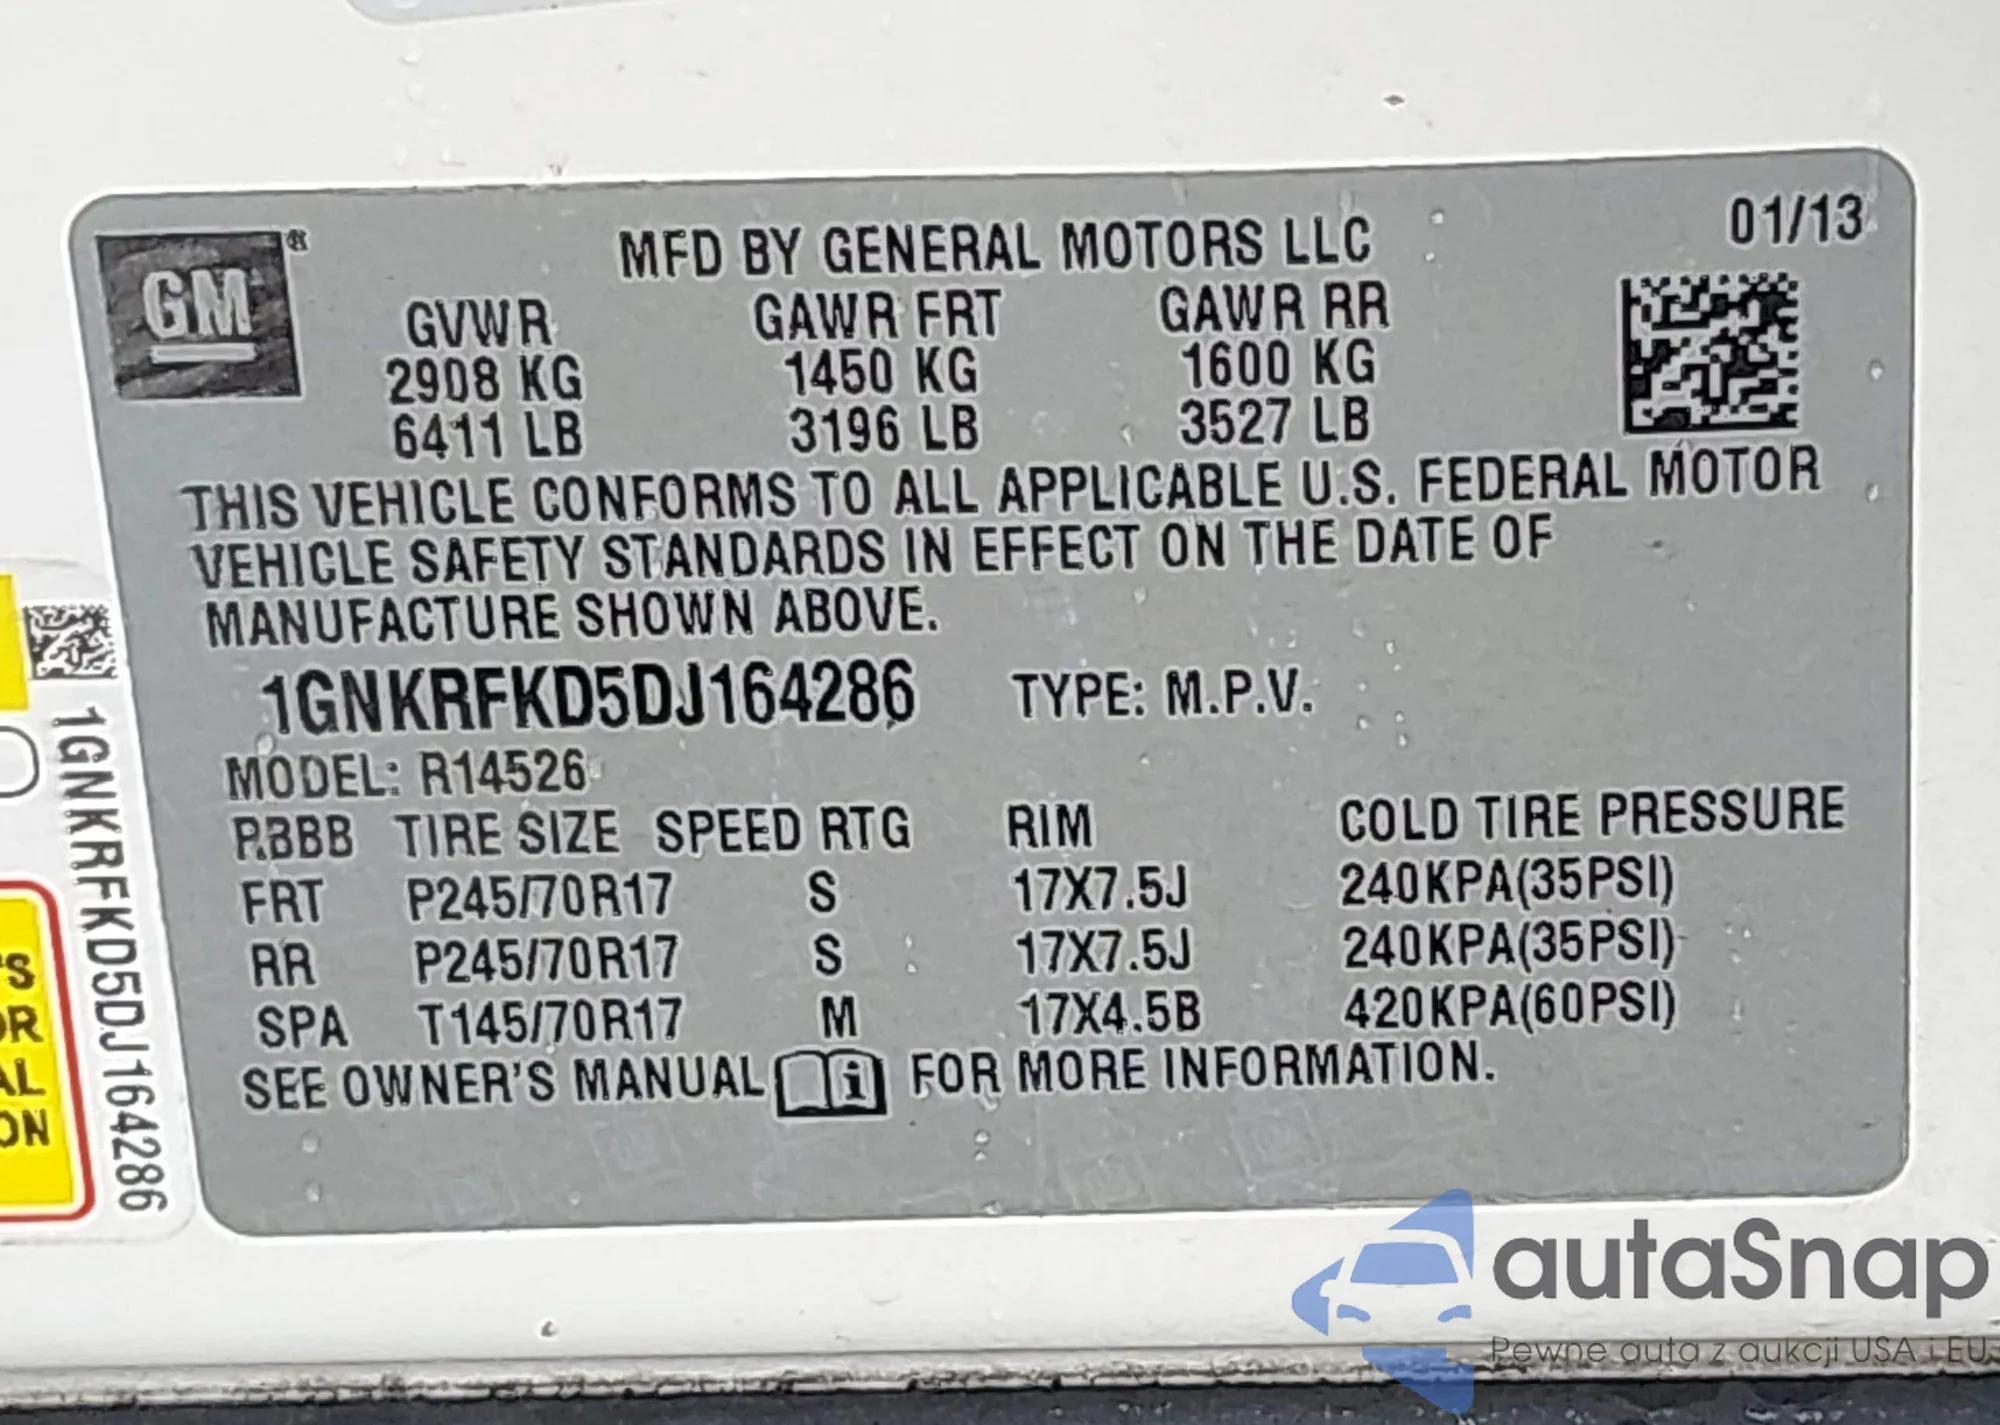 MFD BY GENERAL MOTORS LLC
01/13
GM
GVWR GAWR FRT GAWR RR
2908 KG 1450 KG 1600 KG
6411 LB 3196 LB 3527 LB
THIS VEHICLE CONFORMS TO ALL APPLICABLE U.S. FEDERAL MOTOR
VEHICLE SAFETY STANDARDS IN EFFECT ON THE DATE OF
MANUFACTURE SHOWN ABOVE.
1GNKRFKD5DJ164286 TYPE: M.P.V.
MODEL: R14526
TIRE SIZE SPEED RTG RIM COLD TIRE PRESSURE
FRT P245/70R17 S 17X7.5J 240KPA(35PSI)
RR P245/70R17 S 17X7.5J 240KPA(35PSI)
SPA T145/70R17 M 17X4.5B 420KPA(60PSI)
SEE OWNER'S MANUAL i FOR MORE INFORMATION.
1GNKRFKD5DJ164286
'S
OR
AL
ON
autaSnap
Pewne auta z aukcji USA i EU